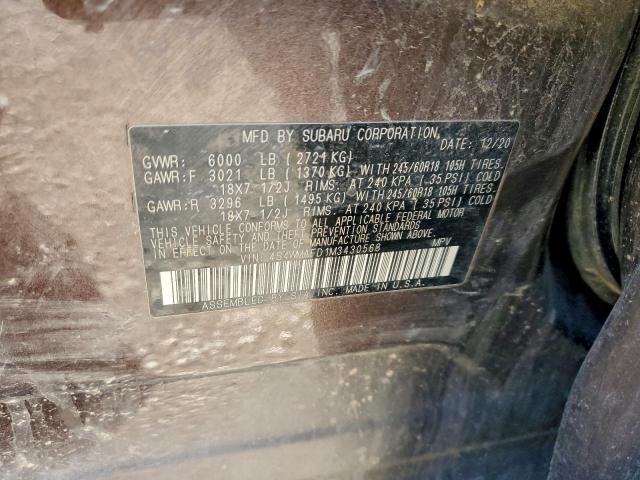 MFD BY SUBARU CORPORATION DATE: 12/20
GVWR: 6000 LB ( 2721 KG)
GAWR:F 3021 LB ( 1370 KG) WITH 245/60R18 105H TIRES,
18X7 1/2J RIMS, AT 240 KPA ( 35 PSI) COLD
GAWR:R 3296 LB ( 1495 KG) WITH 245/60R18 105H TIRES,
18X7 1/2J RIMS, AT 240 KPA ( 35 PSI) COLD
THIS VEHICLE CONFORMS TO ALL APPLICABLE FEDERAL MOTOR
VEHICLE SAFETY AND THEFT PREVENTION STANDARDS
IN EFFECT ON THE DATE OF MANUFACTURE SHOWN ABOVE
VIN: MPV
ASSEMBLED BY SIA INC. MADE IN U.S.A.